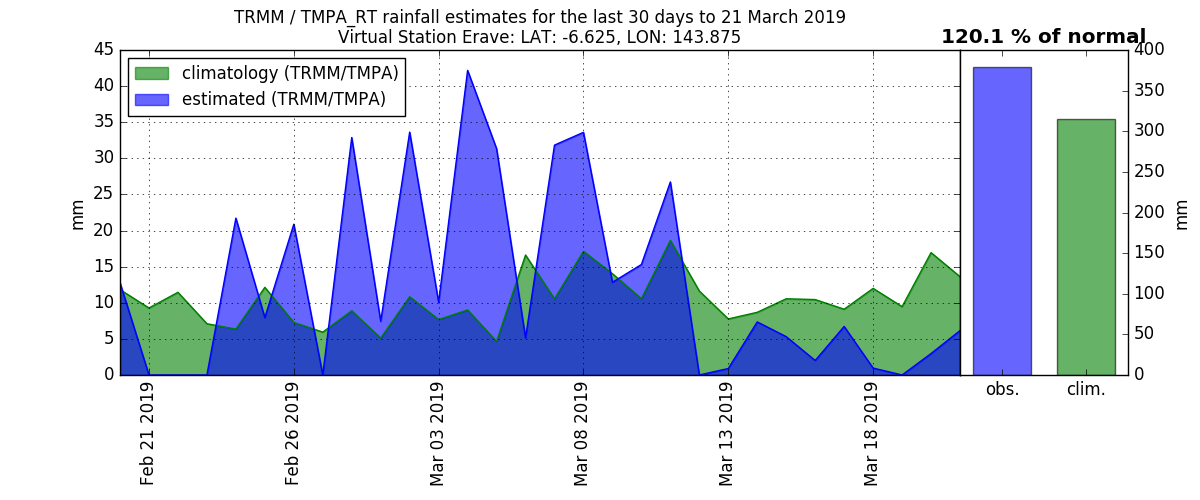 TRMM / TMPA_RT rainfall estimates for the last 30 days to 21 March 2019
Virtual Station Erave: LAT: -6.625, LON: 143.875
120.1 % of normal
climatology (TRMM/TMPA)
estimated (TRMM/TMPA)
mm
45
40
35
30
25
20
15
10
5
0
Feb 21 2019
Feb 26 2019
Mar 03 2019
Mar 08 2019
Mar 13 2019
Mar 18 2019
obs.
clim.
400
350
300
250
200
150
100
50
0
mm